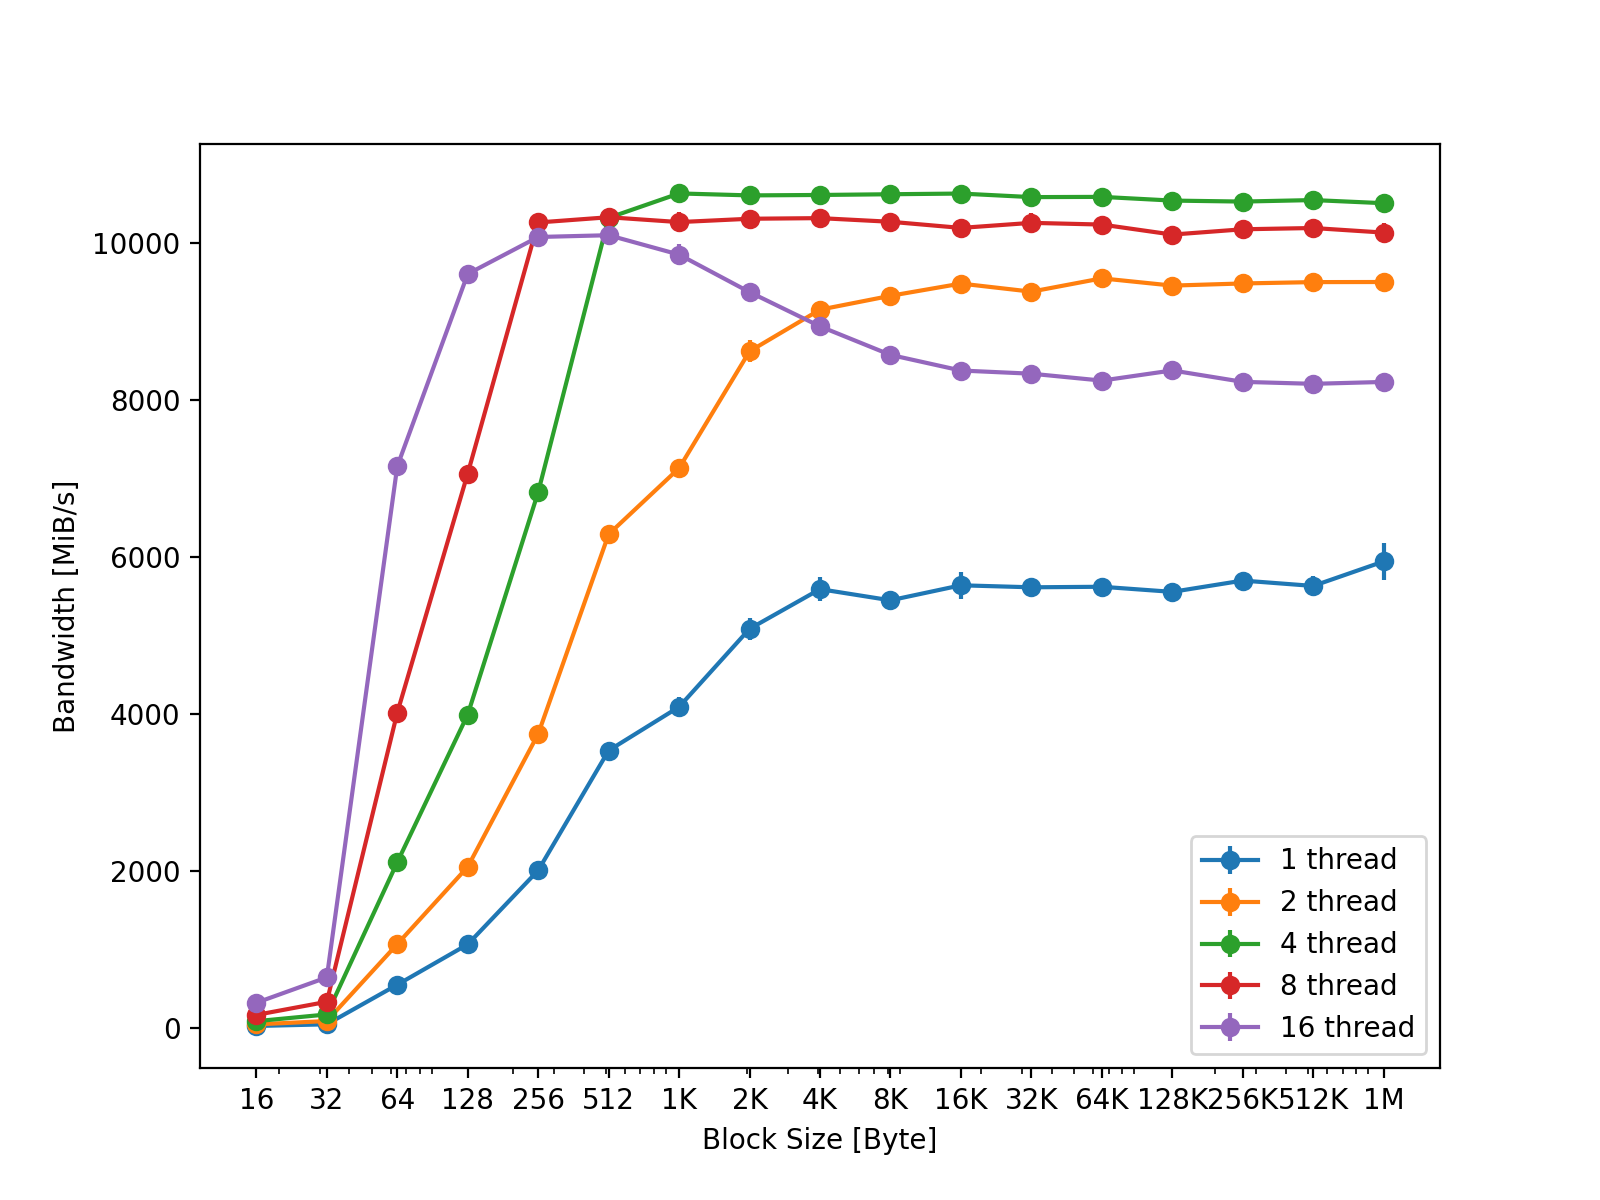 10000
8000
6000
4000
2000
0
Bandwidth [MiB/s]
16 32 64 128 256 512 1K 2K 4K 8K 16K 32K 64K 128K 256K 512K 1M
Block Size [Byte]
1 thread
2 thread
4 thread
8 thread
16 thread